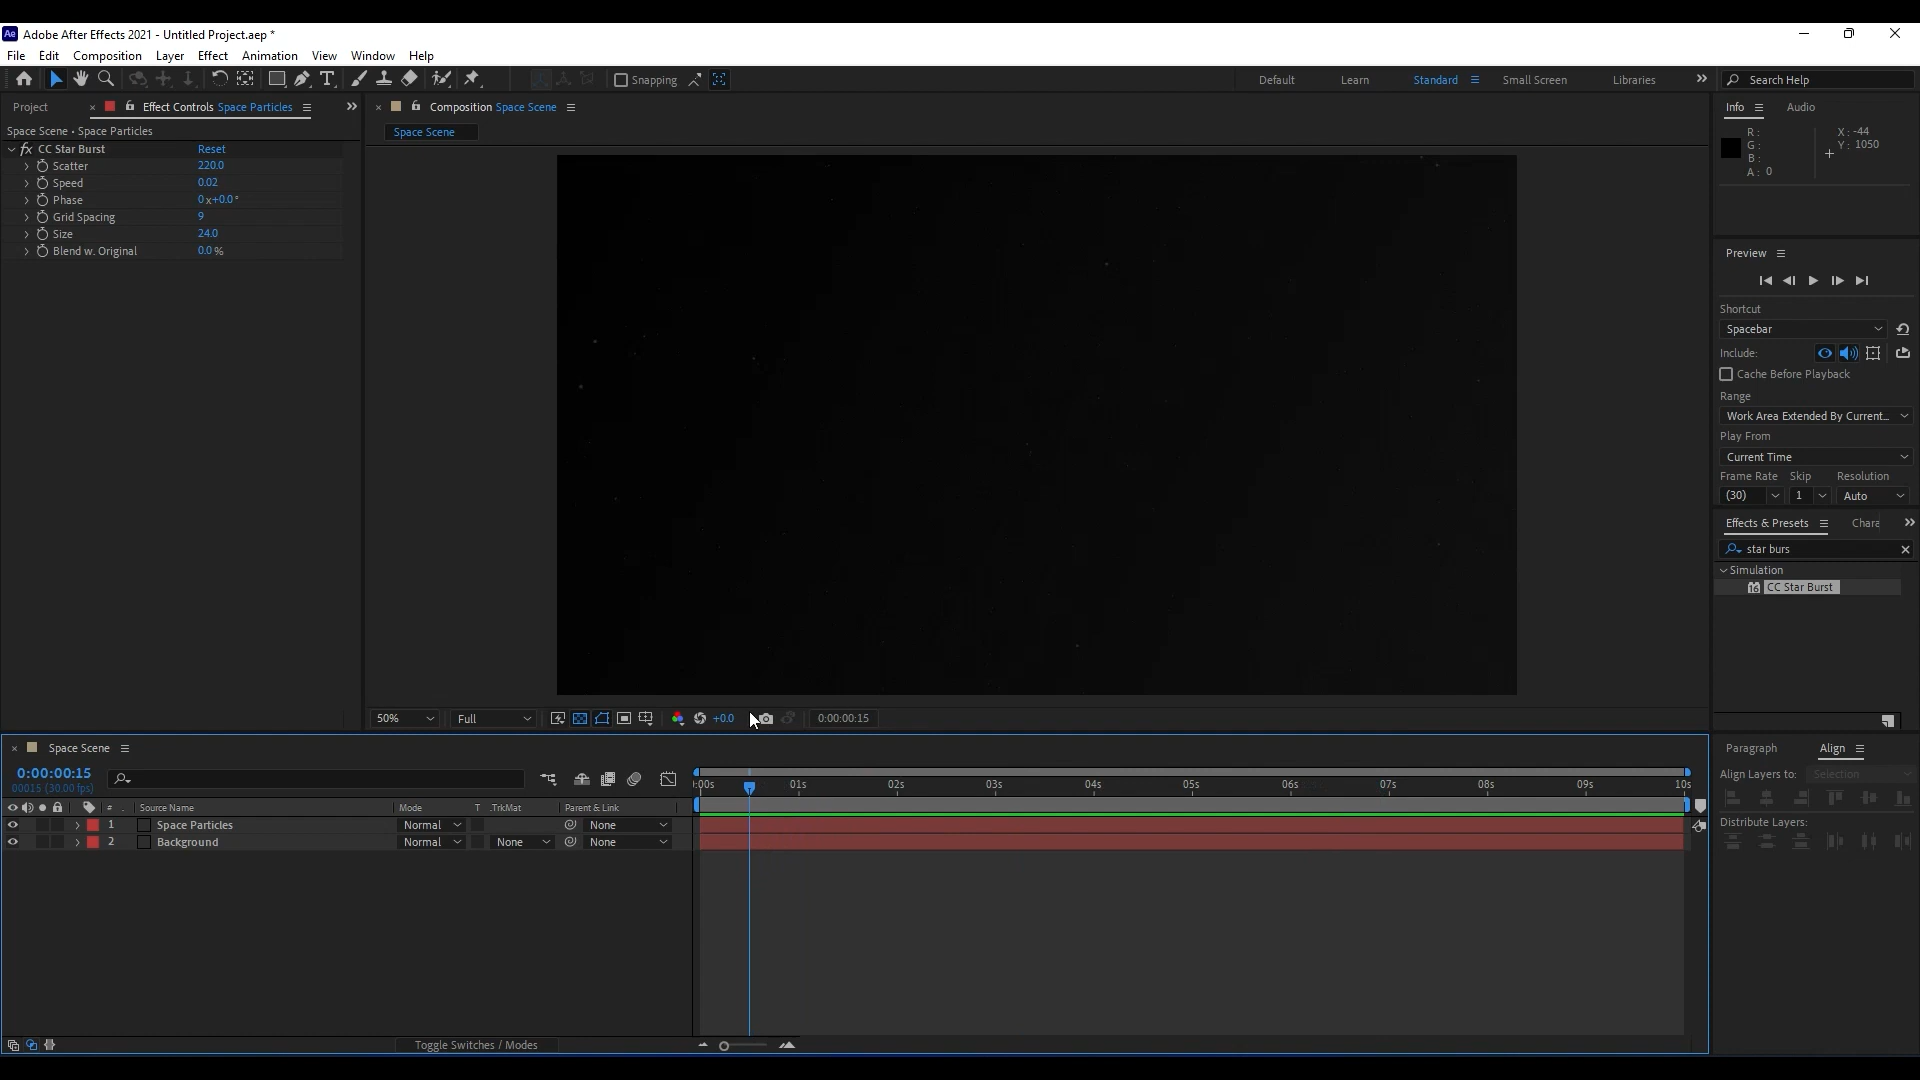 Ae Adobe After Effects 2021 - Untitled Project.aep *
File Edit Composition Layer Effect Animation View Window Help
Snapping
Default Learn Standard Small Screen Libraries
Search Help
Project
Effect Controls Space Particles
Space Scene • Space Particles
fx CC Star Burst Reset
Scatter 220.0
Speed 0.02
Phase 0x+0.0°
Grid Spacing 9
Size 24.0
Blend w. Original 0.0 %
Composition Space Scene
Space Scene
50% Full +0.0 0:00:00:15
Info Audio
R: X: -44
G: Y: 1050
B:
A: 0
Preview
Shortcut
Spacebar
Include:
Cache Before Playback
Range
Work Area Extended By Current...
Play From
Current Time
Frame Rate Skip Resolution
(30) 1 Auto
Effects & Presets Chara
star burs
Simulation
CC Star Burst
Paragraph Align
Align Layers to: Selection
Distribute Layers:
Space Scene
0:00:00:15
00015 (30.00 fps)
:00s 01s 02s 03s 04s 05s 06s 07s 08s 09s 10s
# Source Name Mode T .TrkMat Parent & Link
1 Space Particles Normal None
2 Background Normal None None
Toggle Switches / Modes